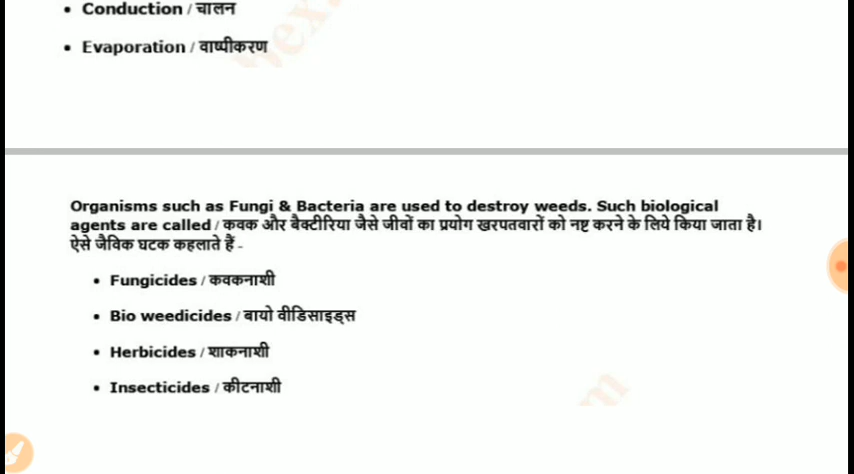 • Conduction / चालन
• Evaporation / वाष्पीकरण
Organisms such as Fungi & Bacteria are used to destroy weeds. Such biological
agents are called / कवक और बैक्टीरिया जैसे जीवों का प्रयोग खरपतवारों को नष्ट करने के लिये किया जाता है।
ऐसे जैविक घटक कहलाते हैं -
• Fungicides / कवकनाशी
• Bio weedicides / बायो वीडिसाइड्स
• Herbicides / शाकनाशी
• Insecticides / कीटनाशी